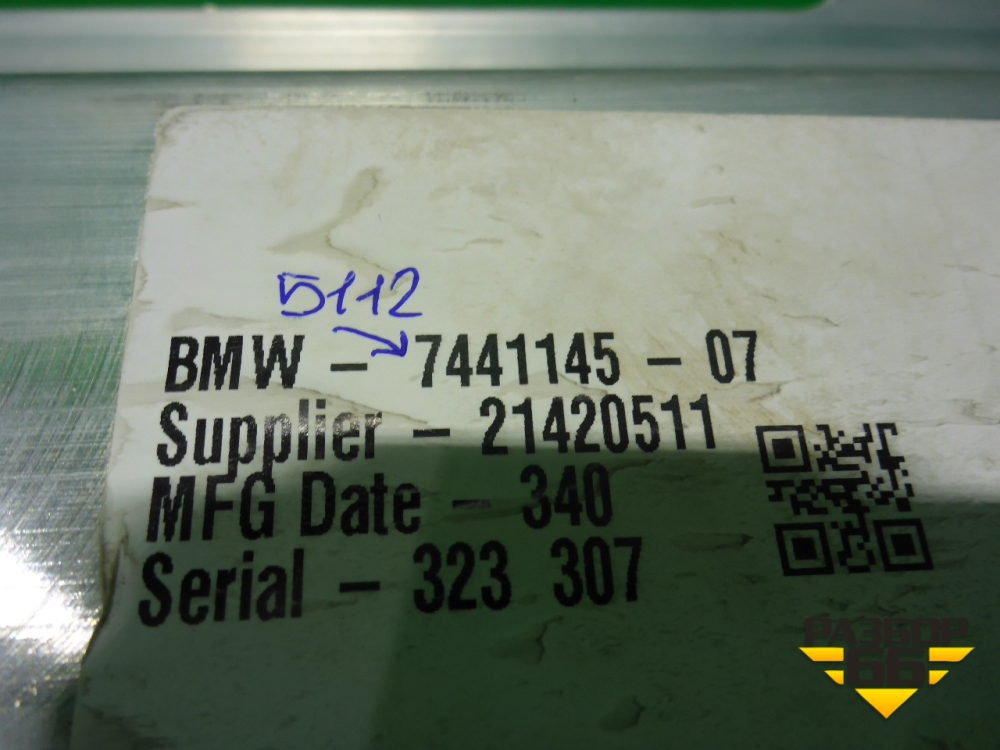 5112
BMW - 7441145 - 07
Supplier - 21420511
MFG Date - 340
Serial - 323 307
РАЗБОР
66